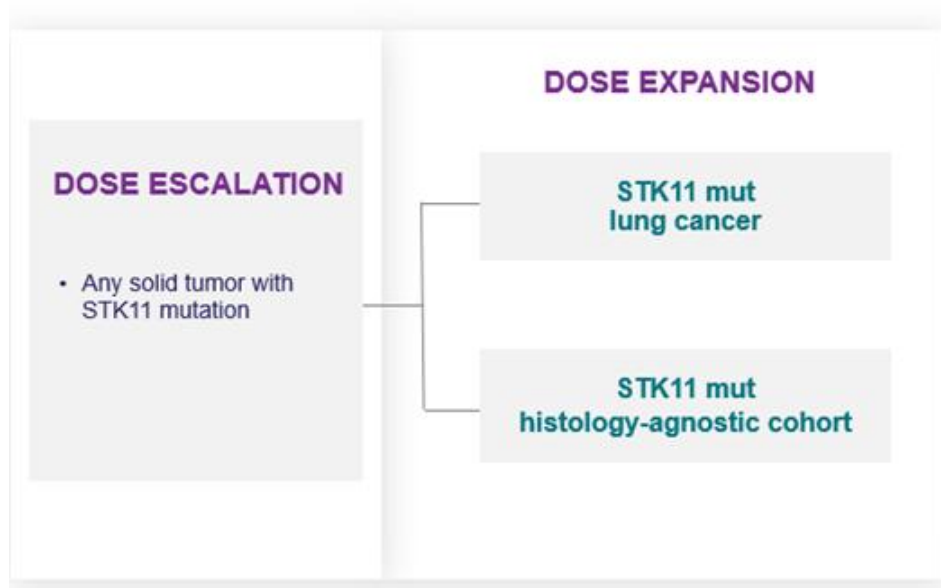 DOSE EXPANSION
DOSE ESCALATION
• Any solid tumor with
STK11 mutation
STK11 mut
lung cancer
STK11 mut
histology-agnostic cohort